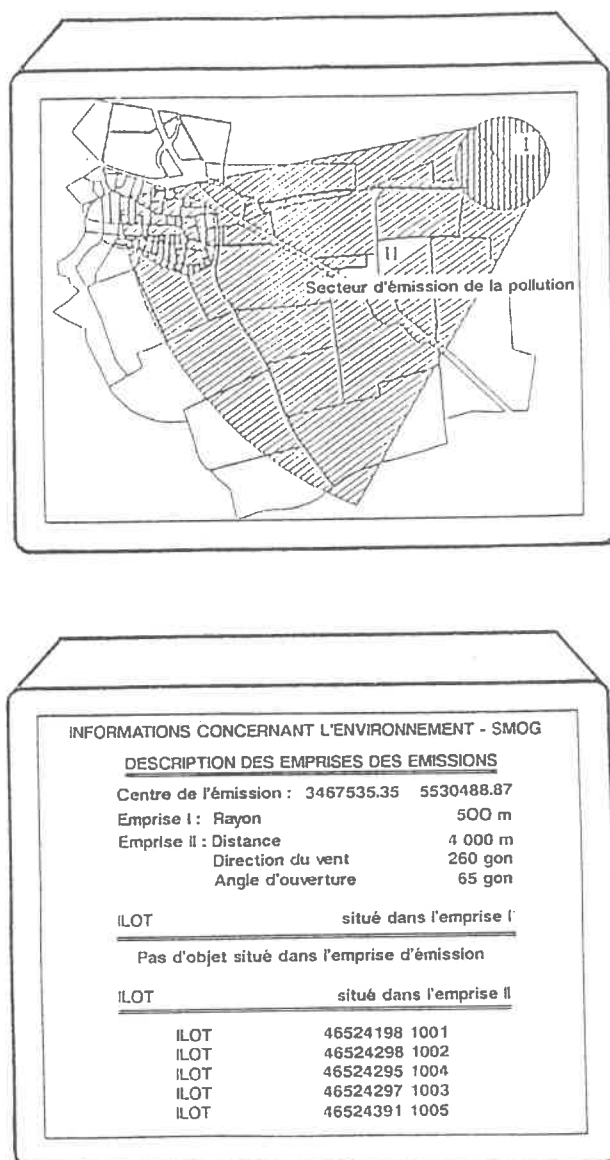 I
II
Secteur d'émission de la pollution
INFORMATIONS CONCERNANT L'ENVIRONNEMENT - SMOG
DESCRIPTION DES EMPRISES DES EMISSIONS
Centre de l'émission : 3467535.35 5530488.87
Emprise I : Rayon 500 m
Emprise II : Distance 4 000 m
Direction du vent 260 gon
Angle d'ouverture 65 gon
ILOT situé dans l'emprise I
Pas d'objet situé dans l'emprise d'émission
ILOT situé dans l'emprise II
ILOT 46524198 1001
ILOT 46524298 1002
ILOT 46524295 1004
ILOT 46524297 1003
ILOT 46524391 1005